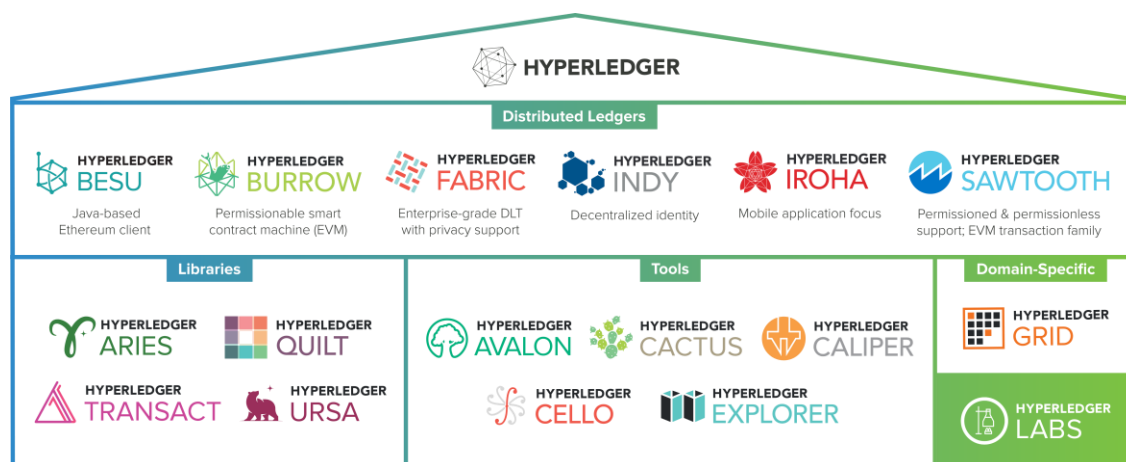 HYPERLEDGER
Distributed Ledgers
HYPERLEDGER
BESU
Java-based
Ethereum client
HYPERLEDGER
BURROW
Permissionable smart
contract machine (EVM)
HYPERLEDGER
FABRIC
Enterprise-grade DLT
with privacy support
HYPERLEDGER
INDY
Decentralized identity
HYPERLEDGER
IROHA
Mobile application focus
HYPERLEDGER
SAWTOOTH
Permissioned & permissionless
support; EVM transaction family
Libraries
HYPERLEDGER
ARIES
HYPERLEDGER
QUILT
HYPERLEDGER
TRANSACT
HYPERLEDGER
URSA
Tools
HYPERLEDGER
AVALON
HYPERLEDGER
CACTUS
HYPERLEDGER
CALIPER
HYPERLEDGER
CELLO
HYPERLEDGER
EXPLORER
Domain-Specific
HYPERLEDGER
GRID
HYPERLEDGER
LABS